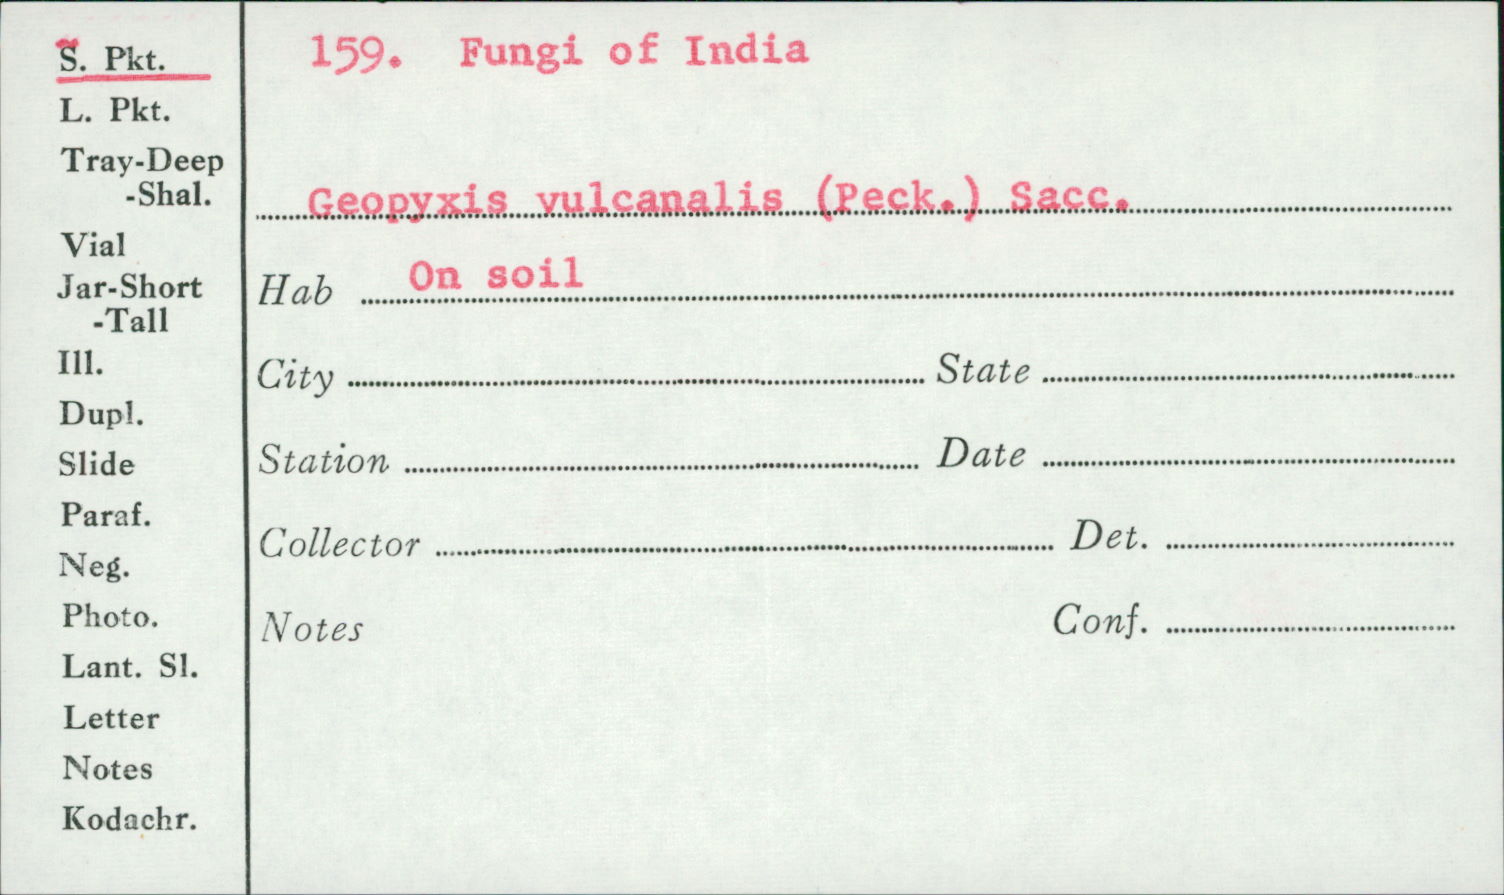 S. Pkt.
L. Pkt.
Tray-Deep
-Shal.
Vial
Jar-Short
-Tall
Ill.
Dupl.
Slide
Paraf.
Neg.
Photo.
Lant. Sl.
Letter
Notes
Kodachr.
159. Fungi of India
Geopyxis vulcanalis (Peck.) Sacc.
Hab On soil
City State
Station Date
Collector Det.
Notes Conf.